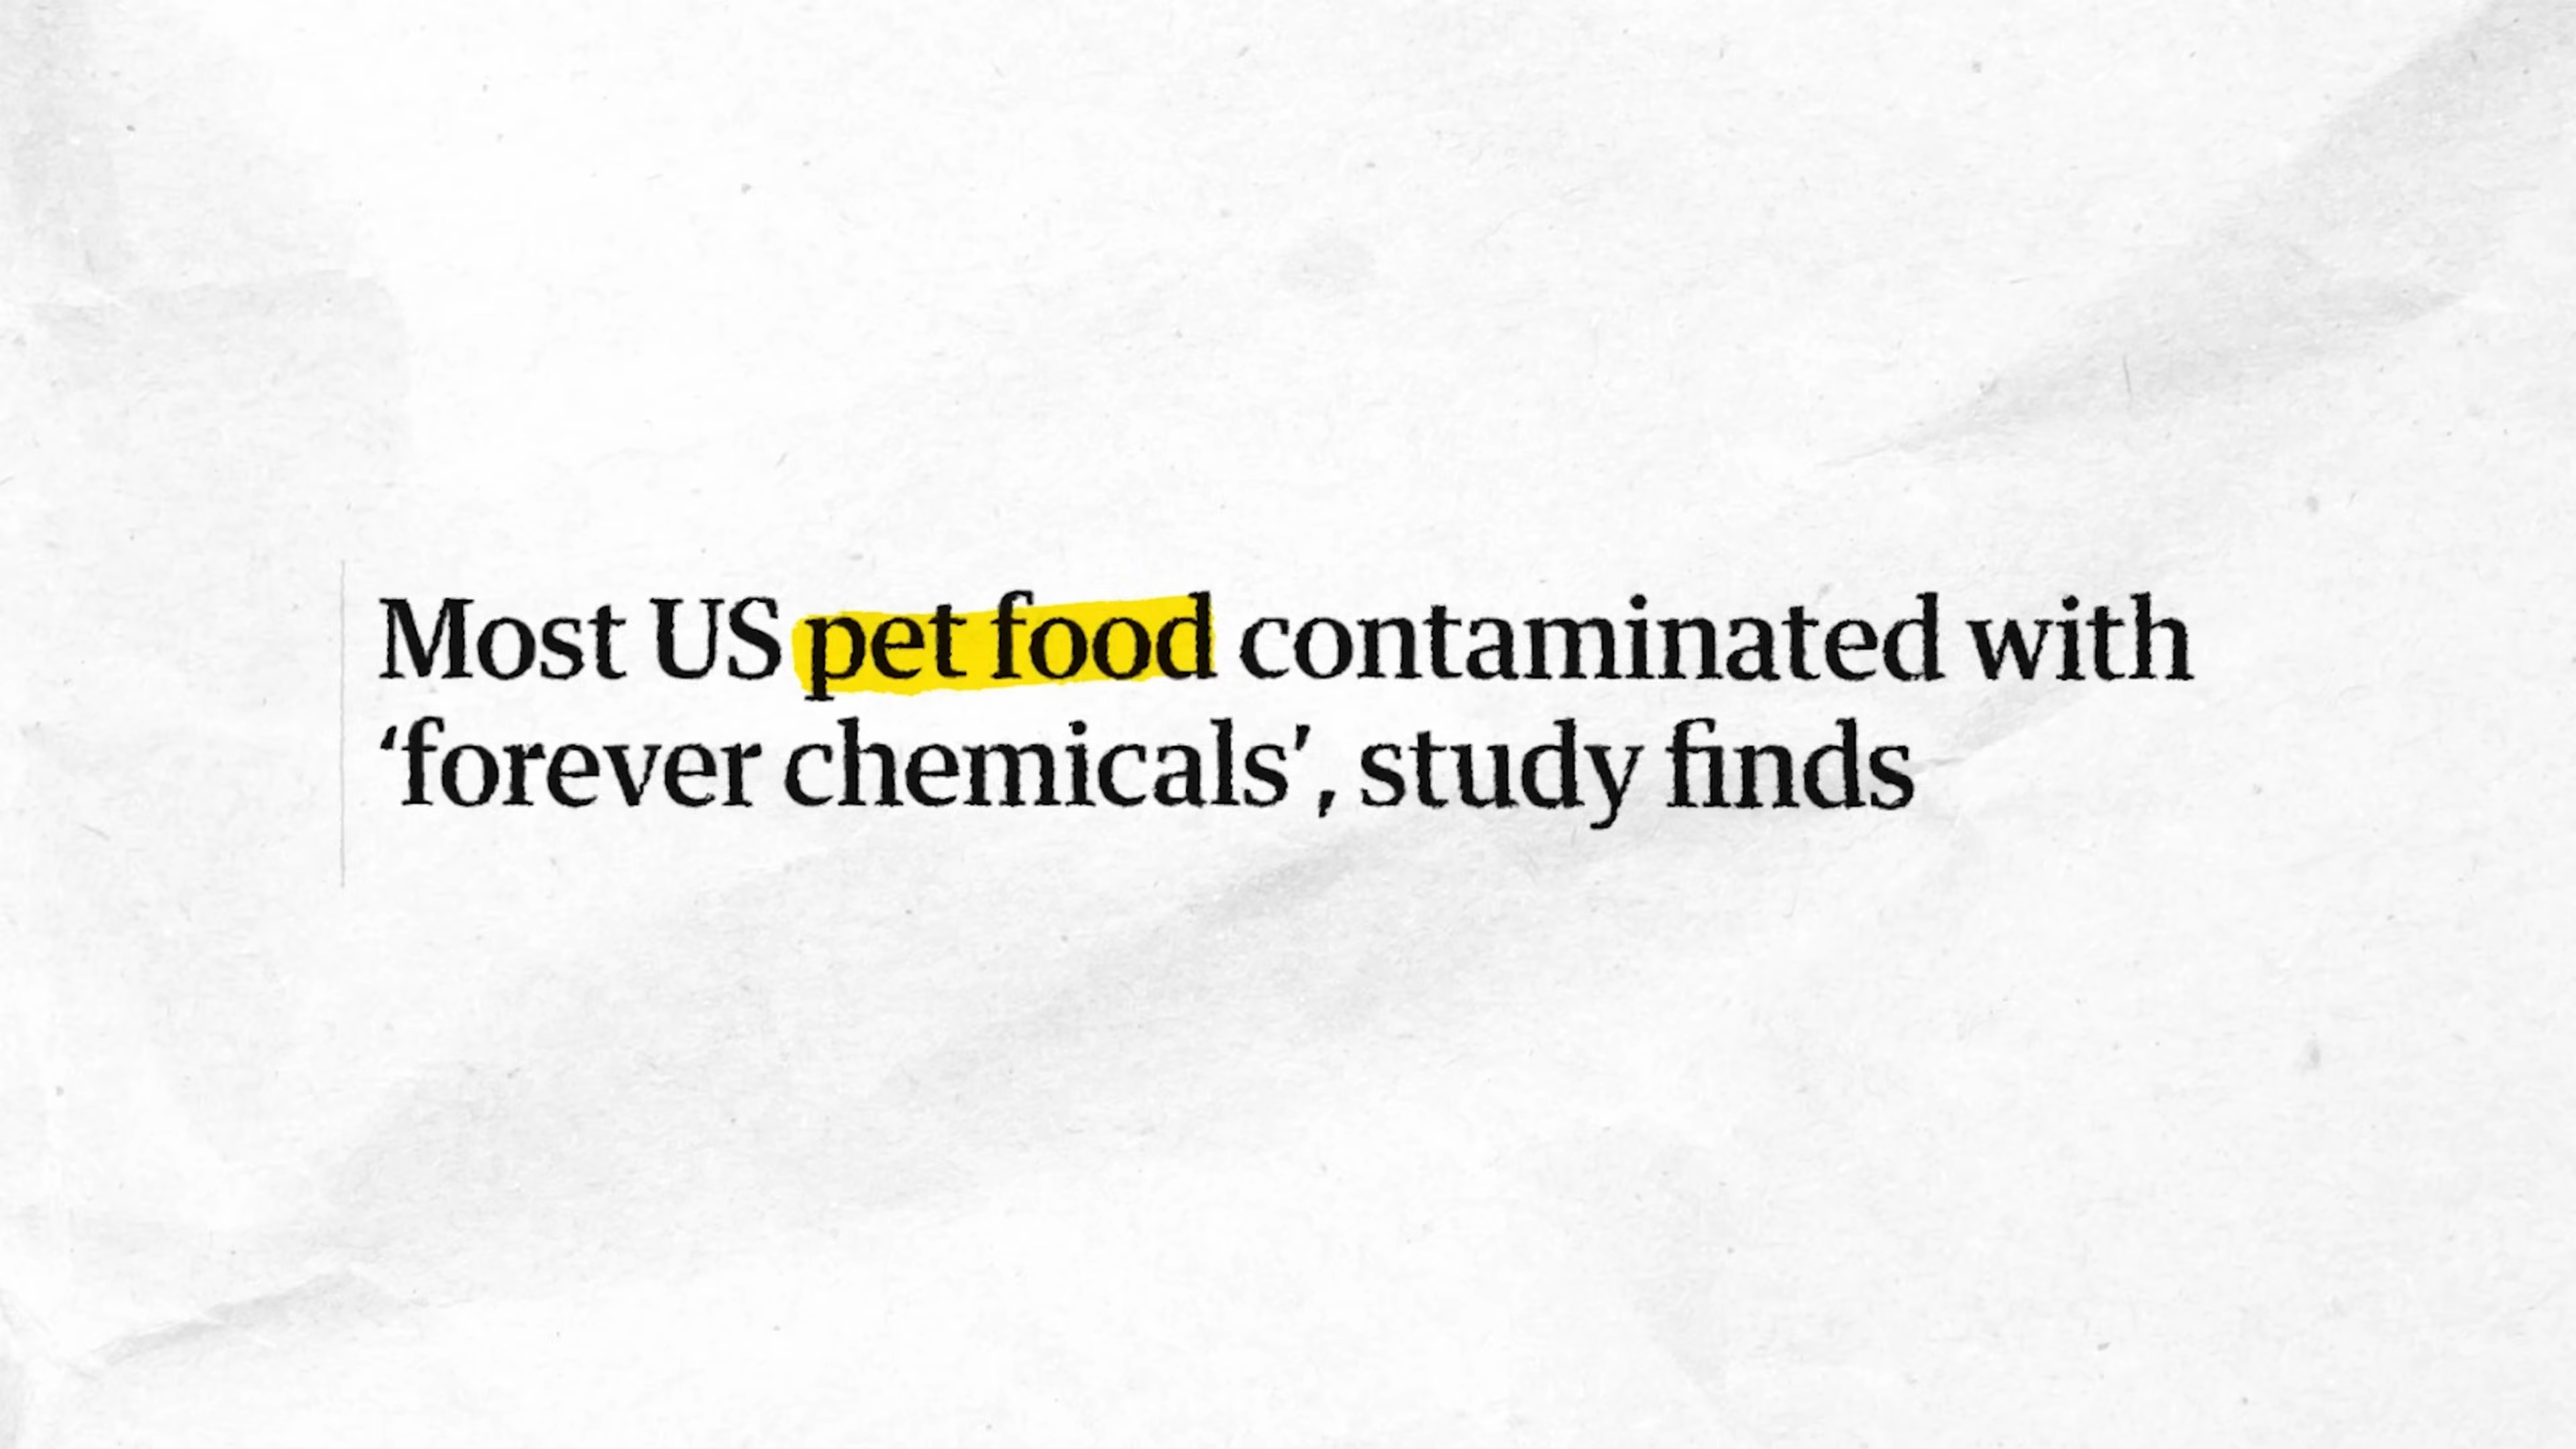 Most US pet food contaminated with
‘forever chemicals’, study finds